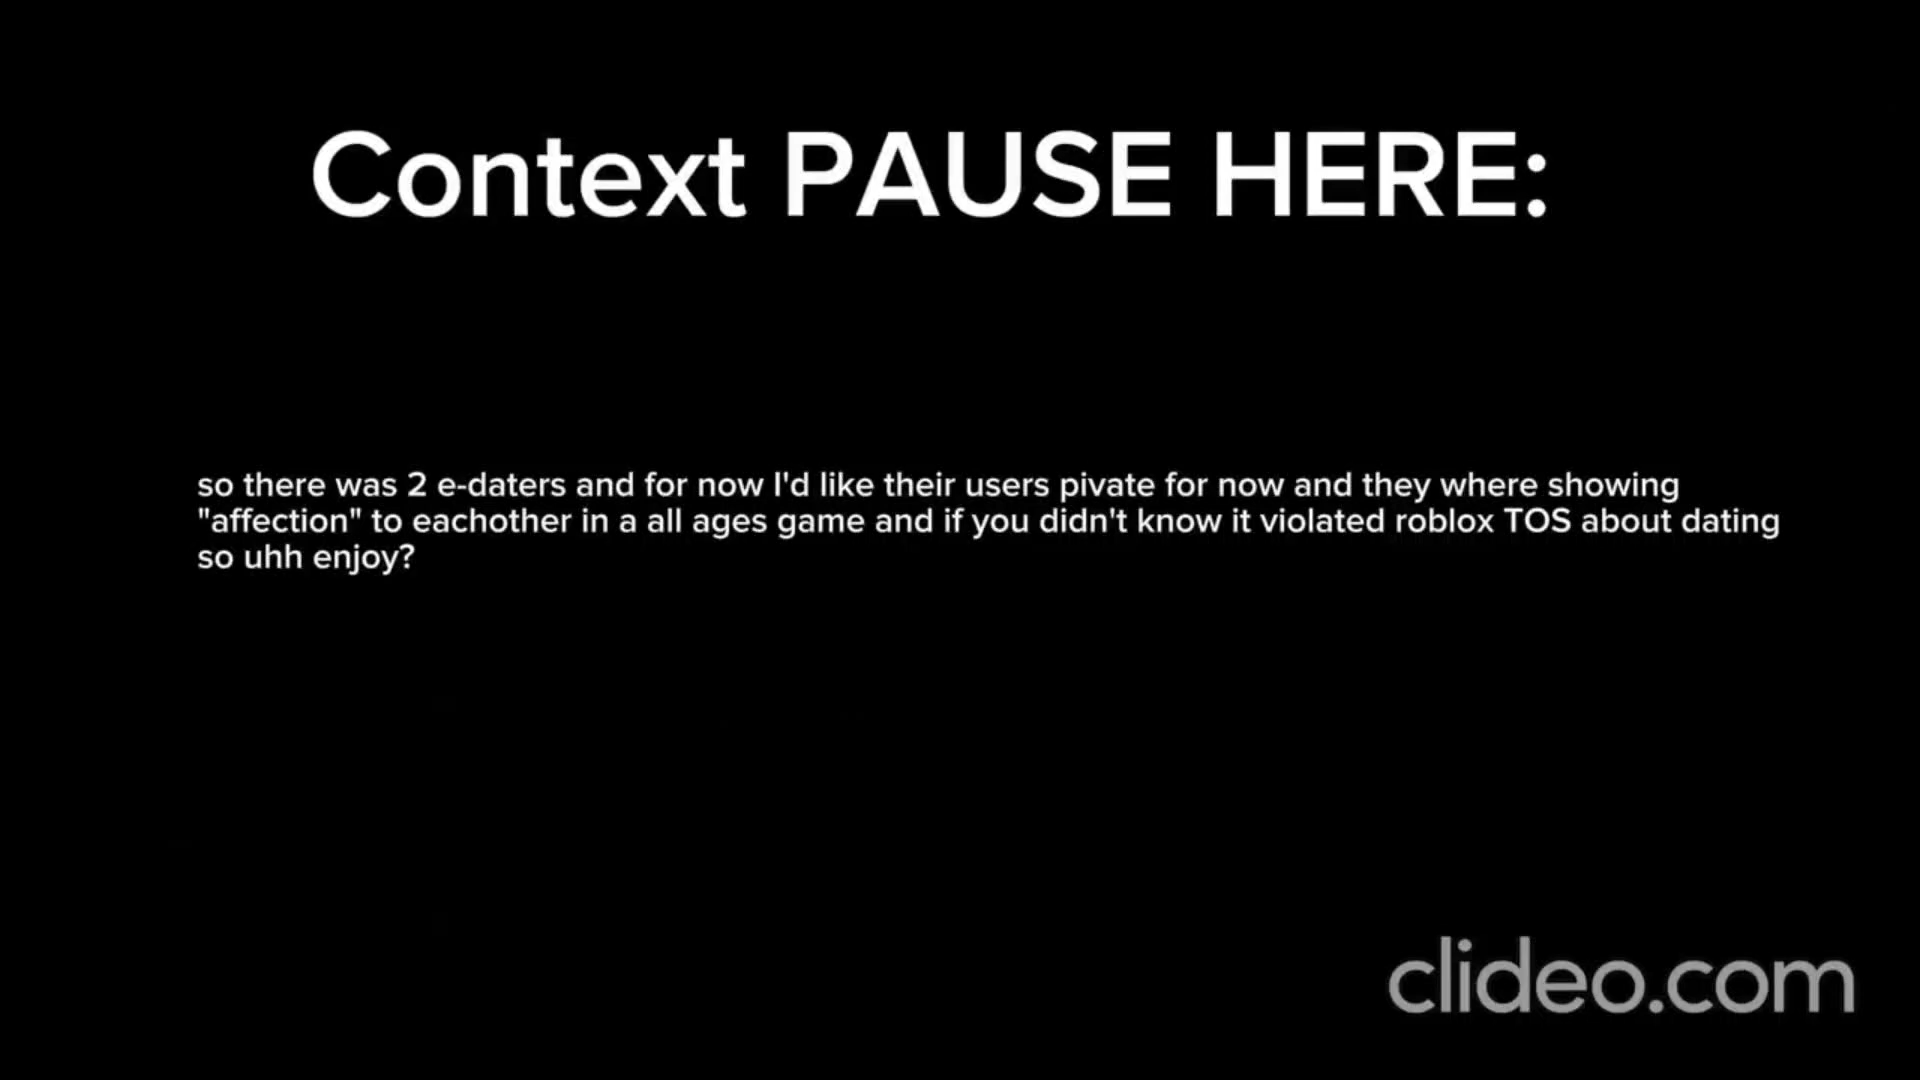 Context PAUSE HERE:
so there was 2 e-daters and for now I'd like their users pivate for now and they where showing
"affection" to eachother in a all ages game and if you didn't know it violated roblox TOS about dating
so uhh enjoy?
clideo.com